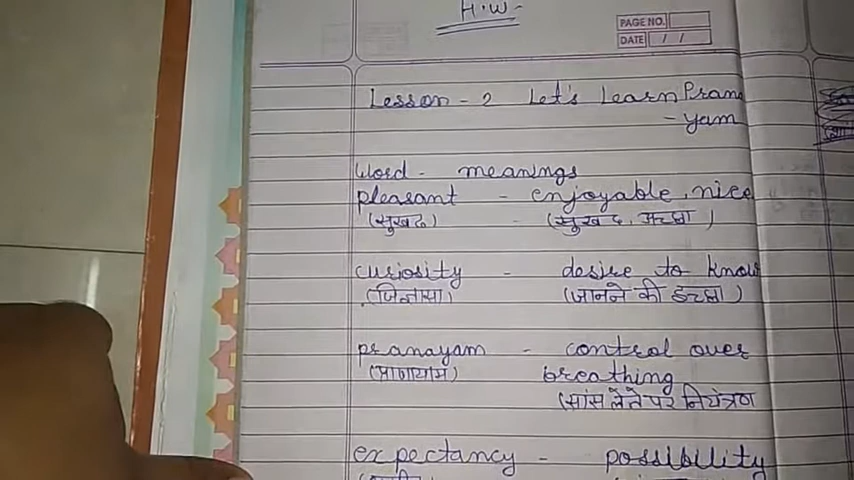 H.W-
PAGE NO.
DATE / /
Lesson - 2 Let's Learn Pran
- yam
Word - meanings
pleasant - enjoyable, nice
(सुखद) - (सुखद, अच्छा)
curiosity - desire to know
(जिज्ञासा) (जानने की इच्छा)
pranayam - control over
(प्राणायाम) breathing
(सांस लेने पर नियंत्रण
expectancy - possibility